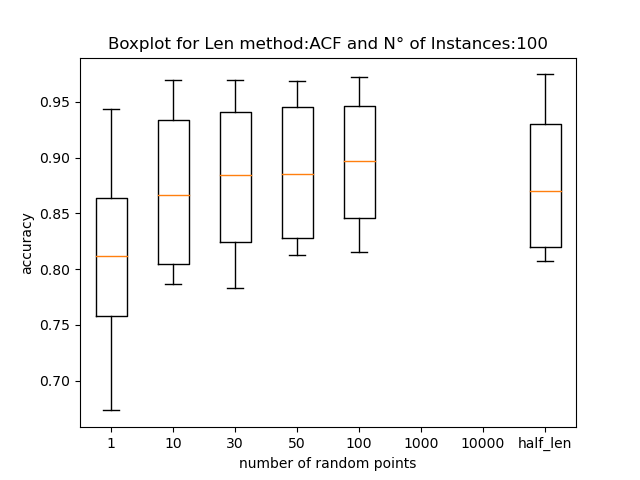 Boxplot for Len method:ACF and N° of Instances:100
0.95
0.90
0.85
0.80
0.75
0.70
accuracy
1 10 30 50 100 1000 10000 half_len
number of random points